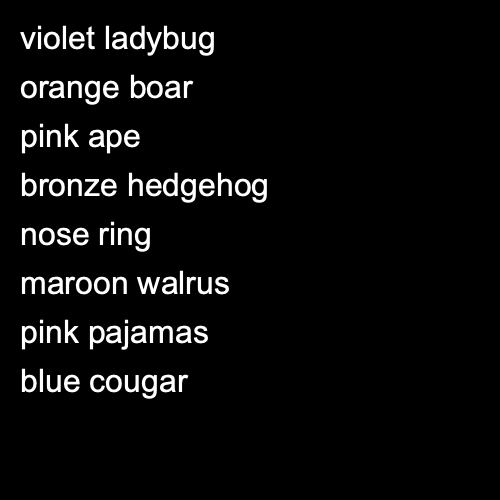 violet ladybug
orange boar
pink ape
bronze hedgehog
nose ring
maroon walrus
pink pajamas
blue cougar